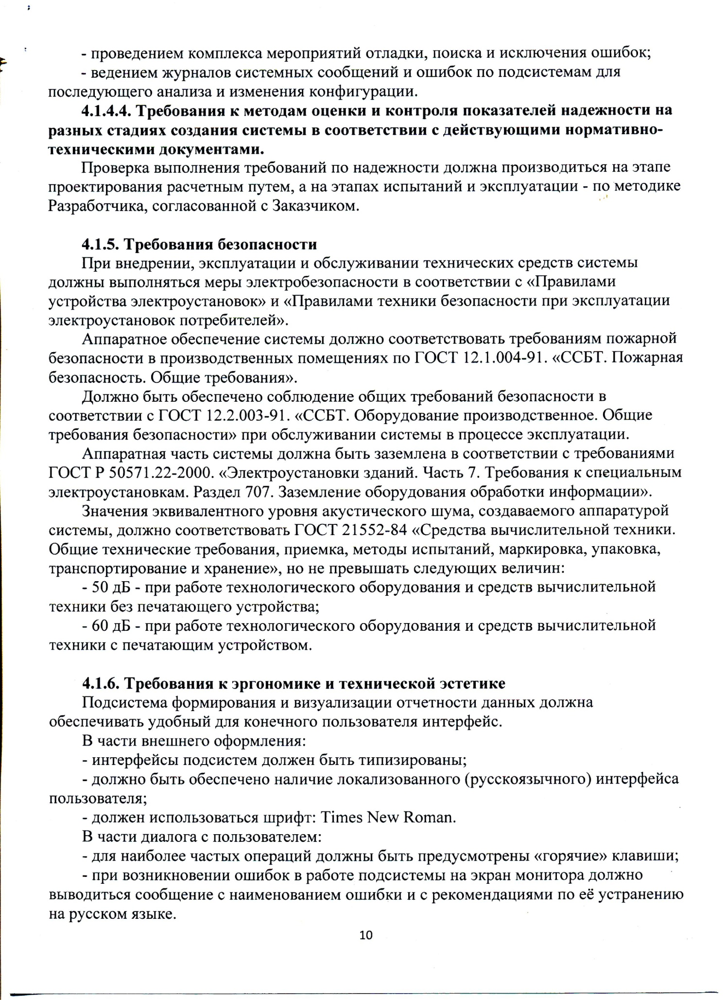 - проведением комплекса мероприятий отладки, поиска и исключения ошибок;
- ведением журналов системных сообщений и ошибок по подсистемам для
последующего анализа и изменения конфигурации.
4.1.4.4. Требования к методам оценки и контроля показателей надежности на
разных стадиях создания системы в соответствии с действующими нормативно-
техническими документами.
Проверка выполнения требований по надежности должна производиться на этапе
проектирования расчетным путем, а на этапах испытаний и эксплуатации - по методике
Разработчика, согласованной с Заказчиком.
4.1.5. Требования безопасности
При внедрении, эксплуатации и обслуживании технических средств системы
должны выполняться меры электробезопасности в соответствии с «Правилами
устройства электроустановок» и «Правилами техники безопасности при эксплуатации
электроустановок потребителей».
Аппаратное обеспечение системы должно соответствовать требованиям пожарной
безопасности в производственных помещениях по ГОСТ 12.1.004-91. «ССБТ. Пожарная
безопасность. Общие требования».
Должно быть обеспечено соблюдение общих требований безопасности в
соответствии с ГОСТ 12.2.003-91. «ССБТ. Оборудование производственное. Общие
требования безопасности» при обслуживании системы в процессе эксплуатации.
Аппаратная часть системы должна быть заземлена в соответствии с требованиями
ГОСТ Р 50571.22-2000. «Электроустановки зданий. Часть 7. Требования к специальным
электроустановкам. Раздел 707. Заземление оборудования обработки информации».
Значения эквивалентного уровня акустического шума, создаваемого аппаратурой
системы, должно соответствовать ГОСТ 21552-84 «Средства вычислительной техники.
Общие технические требования, приемка, методы испытаний, маркировка, упаковка,
транспортирование и хранение», но не превышать следующих величин:
- 50 дБ - при работе технологического оборудования и средств вычислительной
техники без печатающего устройства;
- 60 дБ - при работе технологического оборудования и средств вычислительной
техники с печатающим устройством.
4.1.6. Требования к эргономике и технической эстетике
Подсистема формирования и визуализации отчетности данных должна
обеспечивать удобный для конечного пользователя интерфейс.
В части внешнего оформления:
- интерфейсы подсистем должен быть типизированы;
- должно быть обеспечено наличие локализованного (русскоязычного) интерфейса
пользователя;
- должен использоваться шрифт: Times New Roman.
В части диалога с пользователем:
- для наиболее частых операций должны быть предусмотрены «горячие» клавиши;
- при возникновении ошибок в работе подсистемы на экран монитора должно
выводиться сообщение с наименованием ошибки и с рекомендациями по её устранению
на русском языке.
10